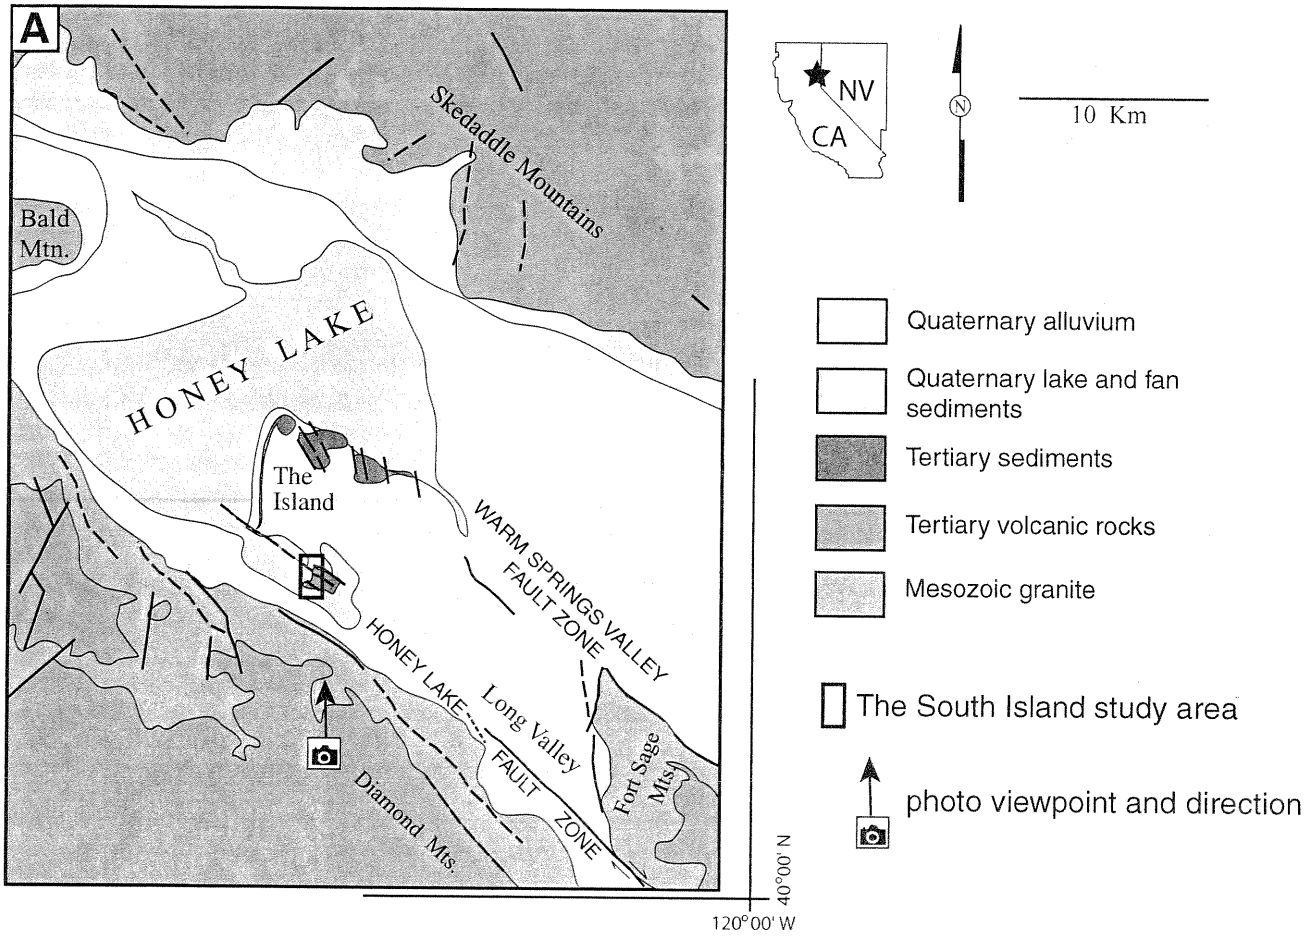 A
Skedaddle Mountains
Bald
Mtn.
HONEY LAKE
The
Island
WARM SPRINGS VALLEY
FAULT ZONE
HONEY LAKE
FAULT
ZONE
Long Valley
Fort Sage
Mts.
Diamond Mts.
NV
CA
N
10 Km
Quaternary alluvium
Quaternary lake and fan
sediments
Tertiary sediments
Tertiary volcanic rocks
Mesozoic granite
The South Island study area
photo viewpoint and direction
40°00' N
120°00' W